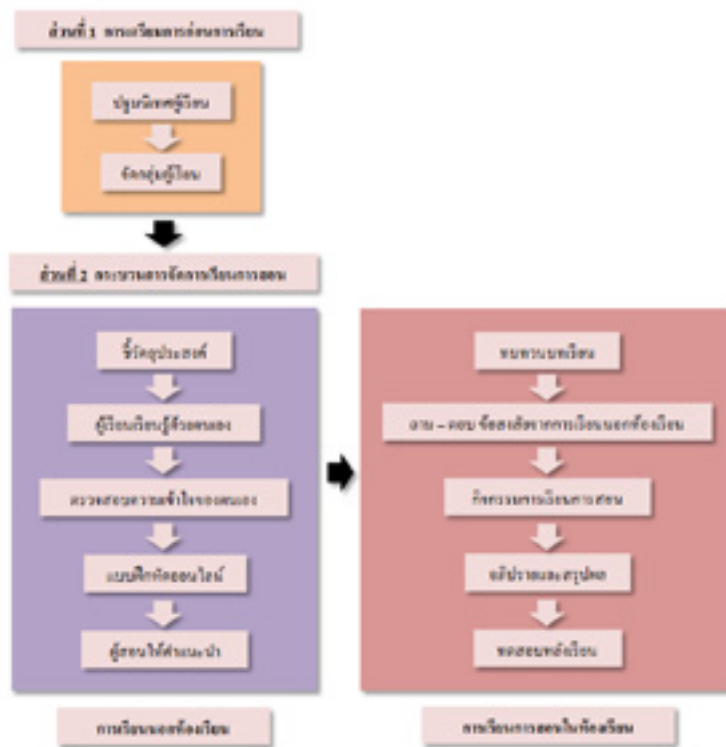 ส่วนที่ 1 การเตรียมการก่อนการเรียน
ปฐมนิเทศผู้เรียน
จัดกลุ่มผู้เรียน
ส่วนที่ 2 กระบวนการจัดการเรียนการสอน
ชี้วัตถุประสงค์
ผู้เรียนเรียนรู้ด้วยตนเอง
ตรวจสอบความเข้าใจของตนเอง
แบบฝึกหัดออนไลน์
ผู้สอนให้คำแนะนำ
การเรียนนอกห้องเรียน
ทบทวนบทเรียน
ถาม – ตอบ ข้อสงสัยจากการเรียนนอกห้องเรียน
กิจกรรมการเรียนการสอน
อภิปรายและสรุปผล
ทดสอบหลังเรียน
การเรียนการสอนในห้องเรียน